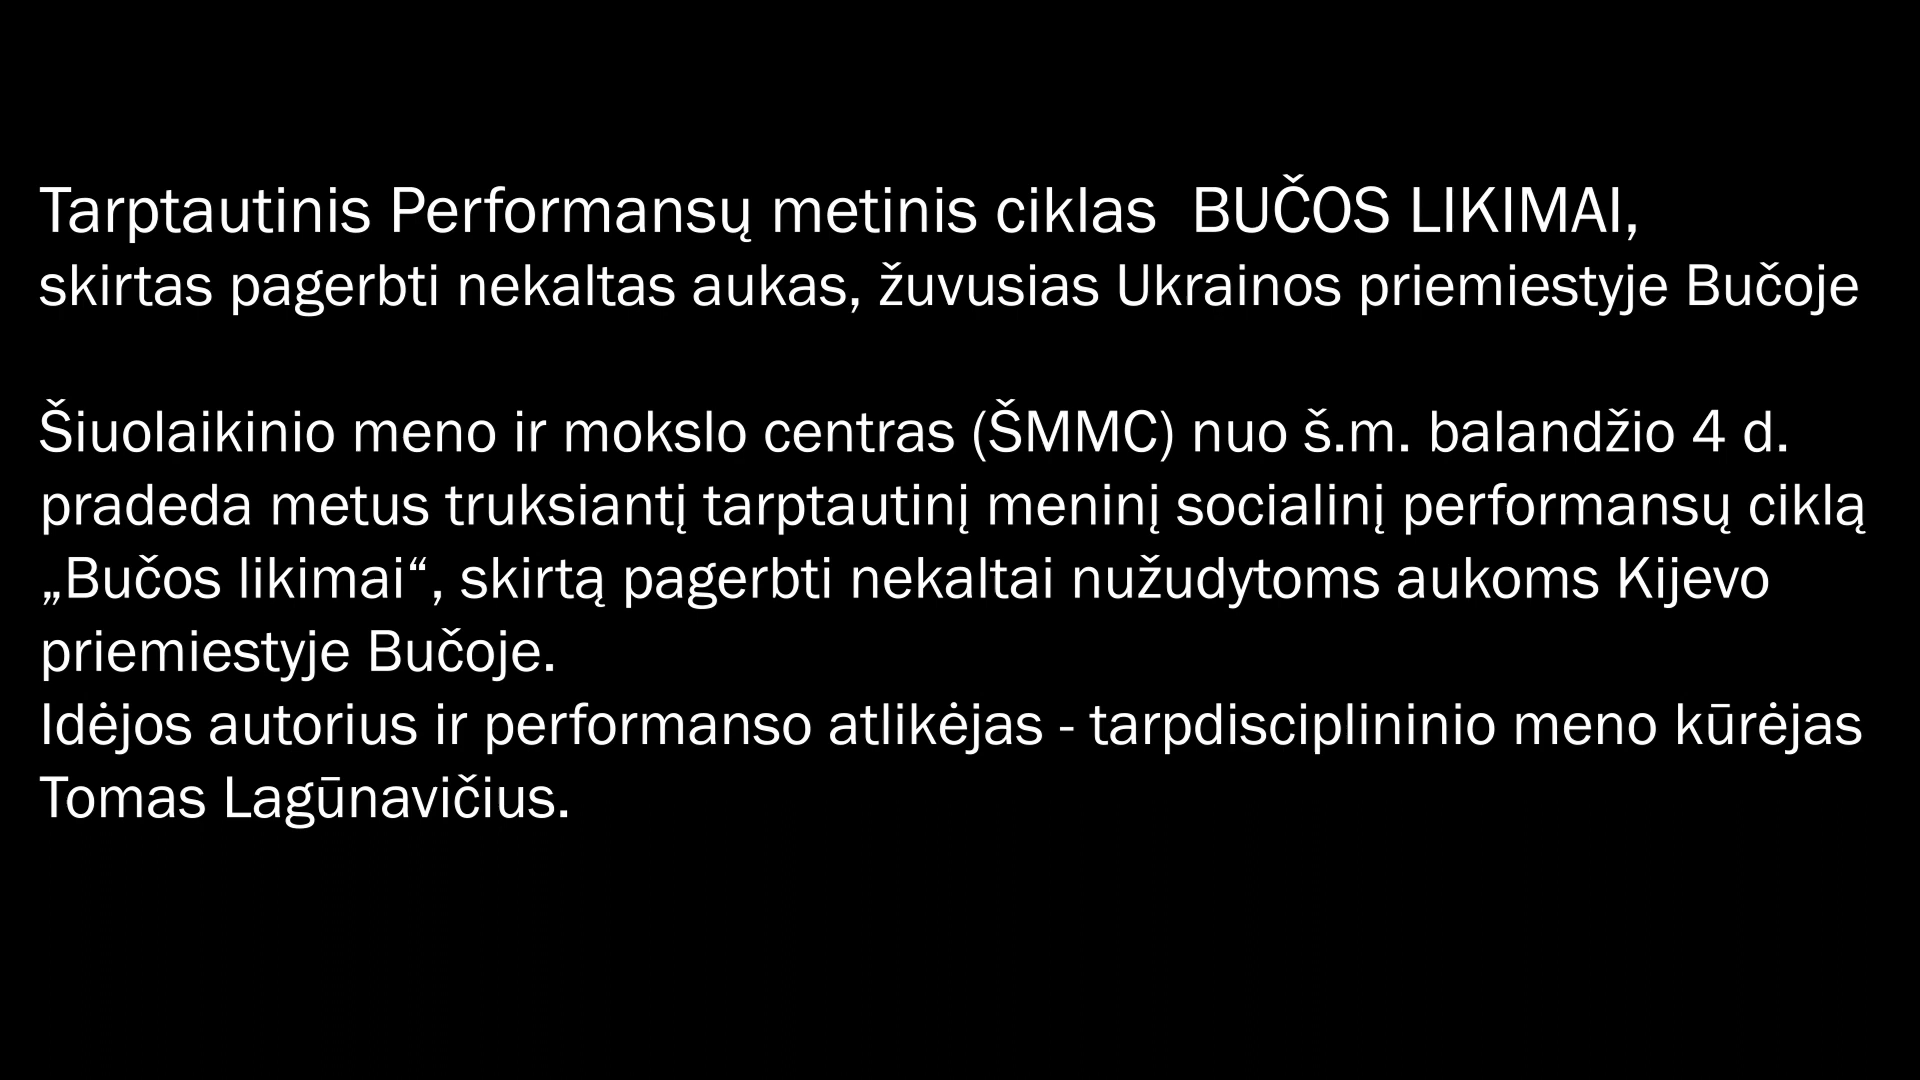 Tarptautinis Performansų metinis ciklas  BUČOS LIKIMAI,
skirtas pagerbti nekaltas aukas, žuvusias Ukrainos priemiestyje Bučoje
Šiuolaikinio meno ir mokslo centras (ŠMMC) nuo š.m. balandžio 4 d.
pradeda metus truksiantį tarptautinį meninį socialinį performansų ciklą
„Bučos likimai“, skirtą pagerbti nekaltai nužudytoms aukoms Kijevo
priemiestyje Bučoje.
Idėjos autorius ir performanso atlikėjas - tarpdisciplininio meno kūrėjas
Tomas Lagūnavičius.